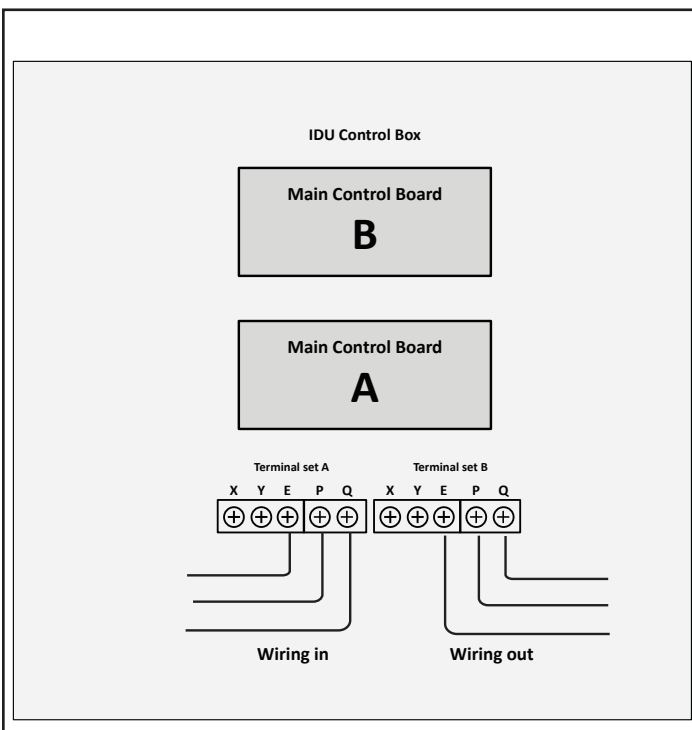 IDU Control Box
Main Control Board
B
Main Control Board
A
Terminal set A Terminal set B
X Y E P Q X Y E P Q
Wiring in Wiring out